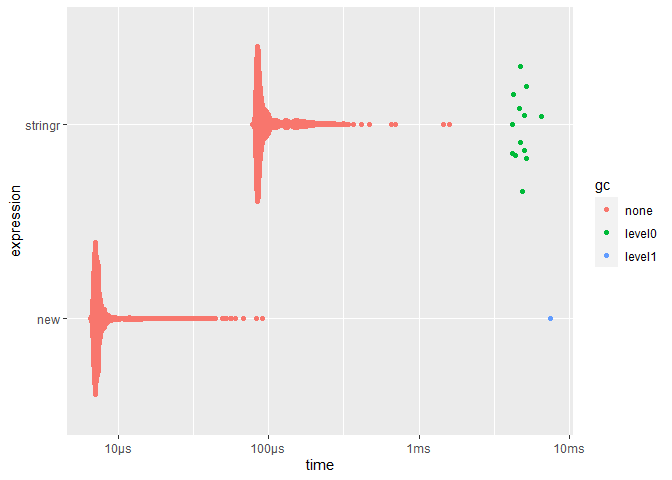 expression
stringr
new
10µs
100µs
1ms
10ms
time
gc
none
level0
level1